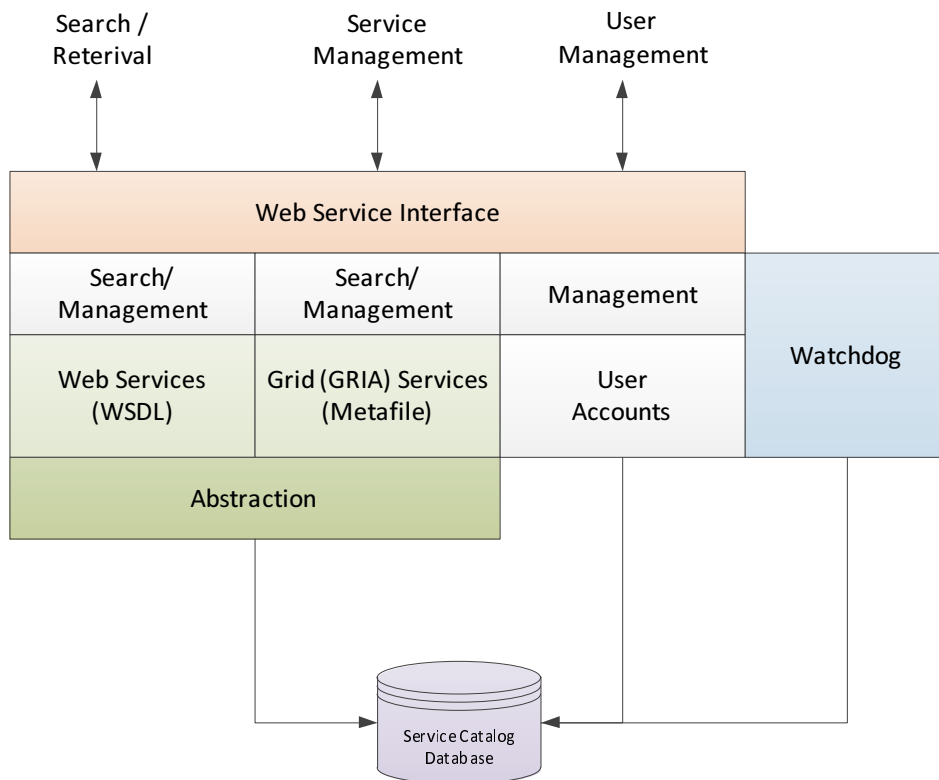 Search /
Reterival
Service
Management
User
Management
Web Service Interface
Search/
Management
Search/
Management
Management
Watchdog
Web Services
(WSDL)
Grid (GRIA) Services
(Metafile)
User
Accounts
Abstraction
Service Catalog
Database